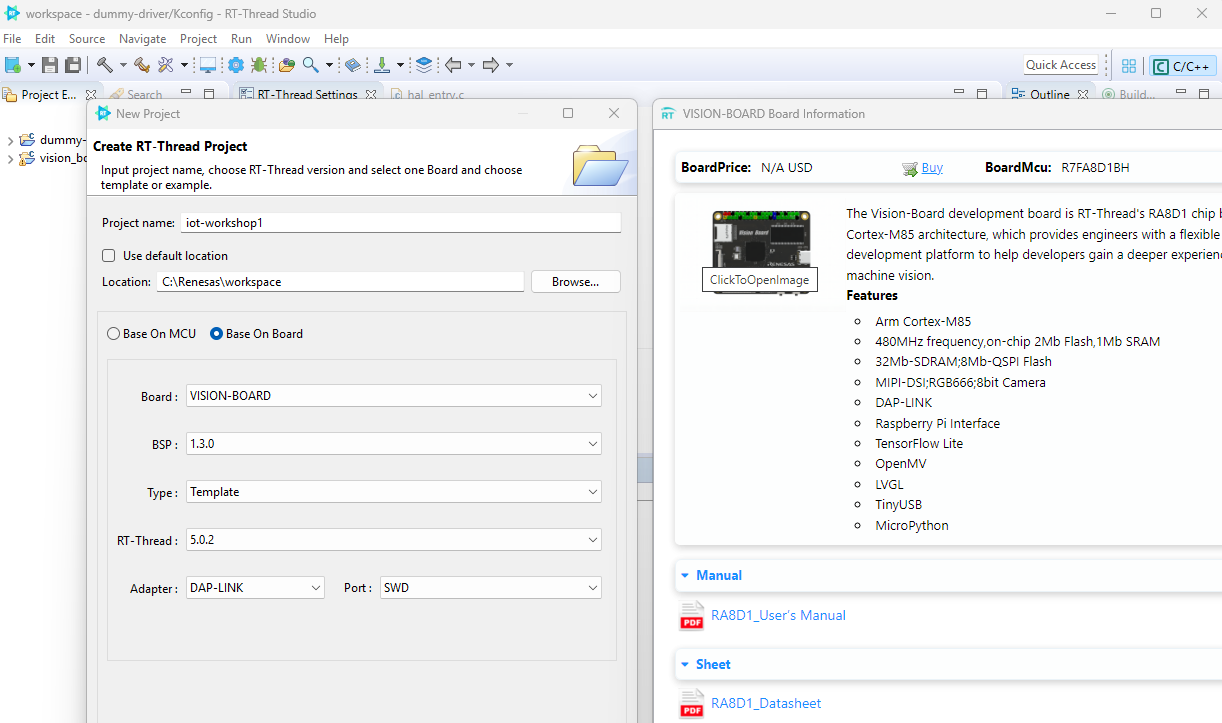 workspace - dummy-driver/Kconfig - RT-Thread Studio
File Edit Source Navigate Project Run Window Help
Quick Access
C/C++
Project E...
Search
RT-Thread Settings
hal_entry.c
Outline
Build...
dummy-
vision_bo
New Project
Create RT-Thread Project
Input project name, choose RT-Thread version and select one Board and choose
template or example.
Project name: iot-workshop1
Use default location
Location: C:\Renesas\workspace
Browse...
Base On MCU Base On Board
Board : VISION-BOARD
BSP : 1.3.0
Type : Template
RT-Thread : 5.0.2
Adapter : DAP-LINK Port : SWD
VISION-BOARD Board Information
BoardPrice: N/A USD Buy BoardMcu: R7FA8D1BH
ClickToOpenImage
The Vision-Board development board is RT-Thread's RA8D1 chip b
Cortex-M85 architecture, which provides engineers with a flexible
development platform to help developers gain a deeper experienc
machine vision.
Features
Arm Cortex-M85
480MHz frequency,on-chip 2Mb Flash,1Mb SRAM
32Mb-SDRAM;8Mb-QSPI Flash
MIPI-DSI;RGB666;8bit Camera
DAP-LINK
Raspberry Pi Interface
TensorFlow Lite
OpenMV
LVGL
TinyUSB
MicroPython
Manual
PDF RA8D1_User's Manual
Sheet
PDF RA8D1_Datasheet